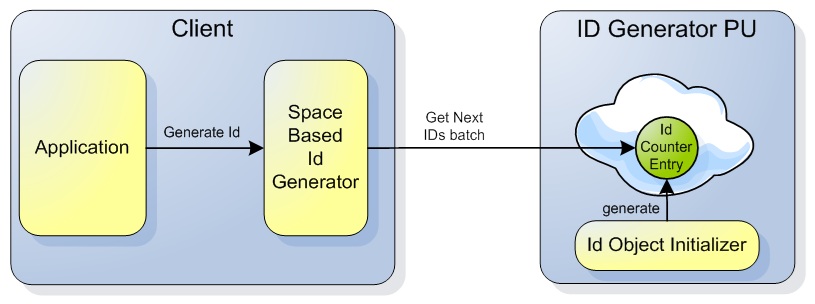 Client
Application
Generate Id
Space
Based
Id
Generator
Get Next
IDs batch
ID Generator PU
Id
Counter
Entry
generate
Id Object Initializer